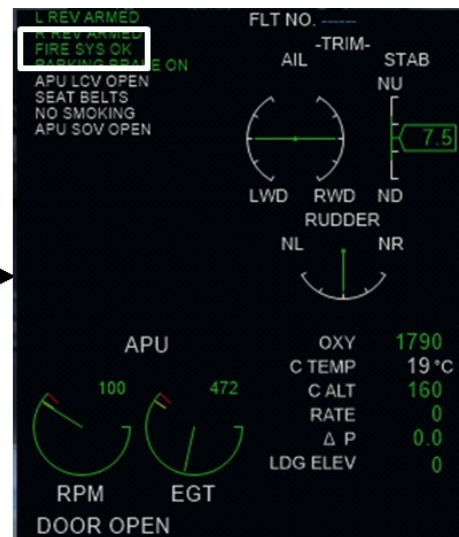 L REV ARMED
R REV ARMED
FIRE SYS OK
PARKING BRAKE ON
APU LCV OPEN
SEAT BELTS
NO SMOKING
APU SOV OPEN
FLT NO. ------
-TRIM-
AIL
STAB
NU
7.5
LWD RWD ND
RUDDER
NL NR
APU
100 472
RPM EGT
DOOR OPEN
OXY 1790
C TEMP 19 °C
C ALT 160
RATE 0
Δ P 0.0
LDG ELEV 0